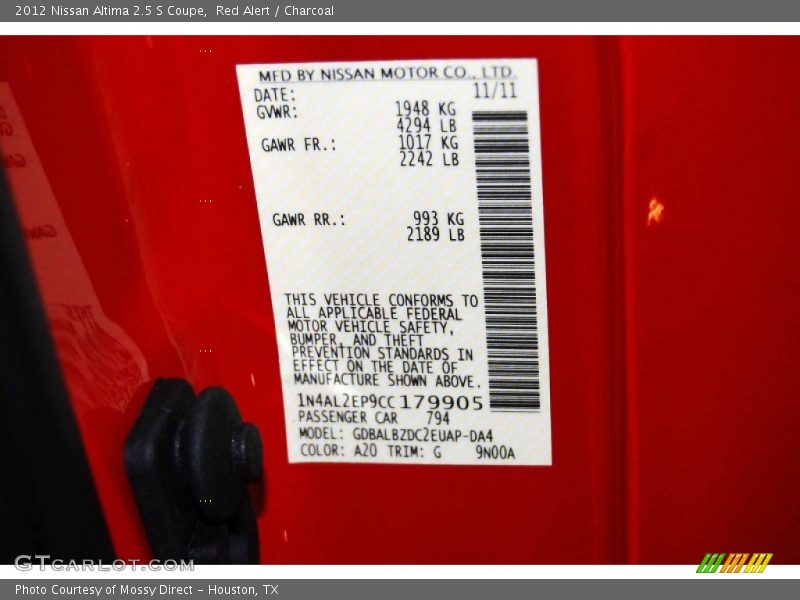 2012 Nissan Altima 2.5 S Coupe, Red Alert / Charcoal
MFD BY NISSAN MOTOR CO., LTD.
DATE: 11/11
GVWR: 1948 KG
4294 LB
GAWR FR.: 1017 KG
2242 LB
GAWR RR.: 993 KG
2189 LB
THIS VEHICLE CONFORMS TO
ALL APPLICABLE FEDERAL
MOTOR VEHICLE SAFETY,
BUMPER, AND THEFT
PREVENTION STANDARDS IN
EFFECT ON THE DATE OF
MANUFACTURE SHOWN ABOVE.
1N4AL2EP9CC179905
PASSENGER CAR 794
MODEL: GDBALBZDC2EUAP-DA4
COLOR: A20 TRIM: G 9N00A
GTCARLOT.COM
Photo Courtesy of Mossy Direct - Houston, TX